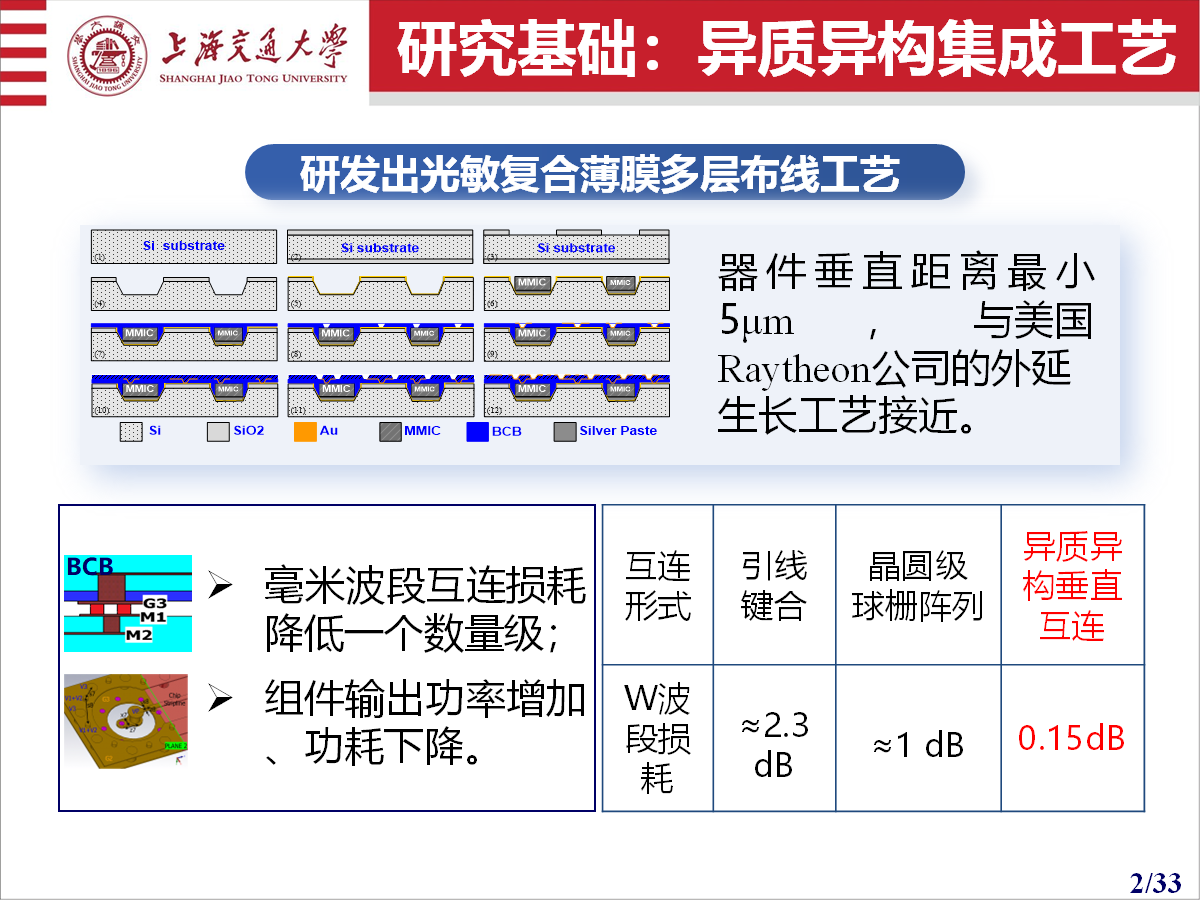 上海交通大學
SHANGHAI JIAO TONG UNIVERSITY
研究基础：异质异构集成工艺
研发出光敏复合薄膜多层布线工艺
Si substrate
Si substrate
Si substrate
(1)
(2)
(3)
MMIC
MMIC
(4)
(5)
(6)
MMIC
MMIC
MMIC
MMIC
MMIC
MMIC
(7)
(8)
(9)
MMIC
MMIC
MMIC
MMIC
MMIC
MMIC
(10)
(11)
(12)
Si
SiO2
Au
MMIC
BCB
Silver Paste
器件垂直距离最小
5μm，与美国
Raytheon公司的外延
生长工艺接近。
BCB
G3
M1
M2
➢ 毫米波段互连损耗
降低一个数量级；
PLANE 2
➢ 组件输出功率增加
、功耗下降。
互连
形式
引线
键合
晶圆级
球栅阵列
异质异
构垂直
互连
W波
段损
耗
≈2.3
dB
≈1 dB
0.15dB
2/33